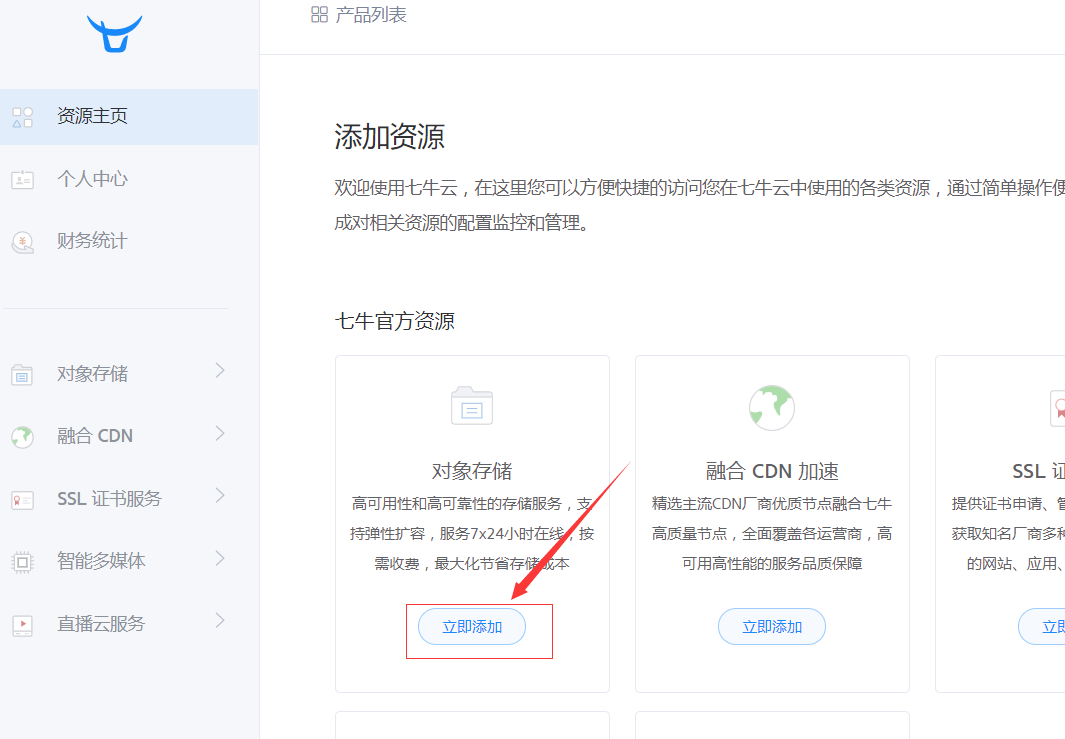 产品列表
资源主页
个人中心
财务统计
对象存储
融合 CDN
SSL 证书服务
智能多媒体
直播云服务
添加资源
欢迎使用七牛云，在这里您可以方便快捷的访问您在七牛云中使用的各类资源，通过简单操作便
成对相关资源的配置监控和管理。
七牛官方资源
对象存储
高可用性和高可靠性的存储服务，支
持弹性扩容，服务7x24小时在线，按
需收费，最大化节省存储成本
立即添加
融合 CDN 加速
精选主流CDN厂商优质节点融合七牛
高质量节点，全面覆盖各运营商，高
可用高性能的服务品质保障
立即添加
SSL 证
提供证书申请、管
获取知名厂商多种
的网站、应用、
立即